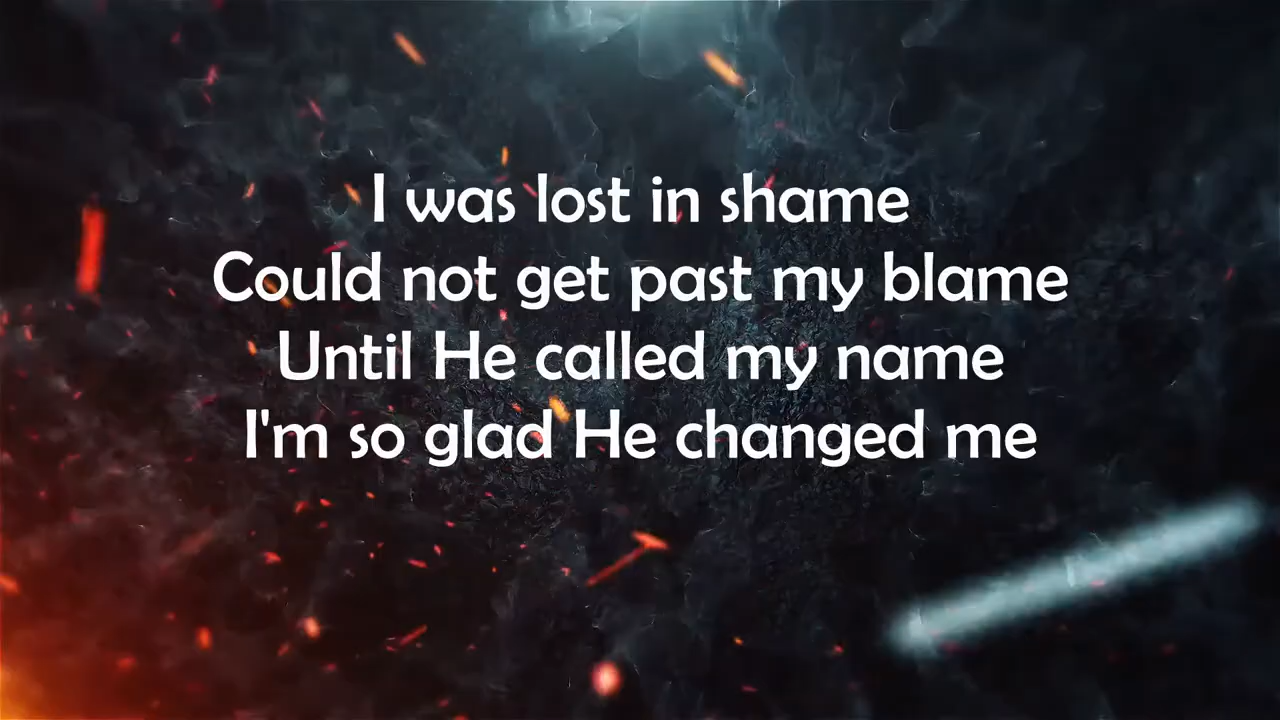 I was lost in shame
Could not get past my blame
Until He called my name
I'm so glad He changed me